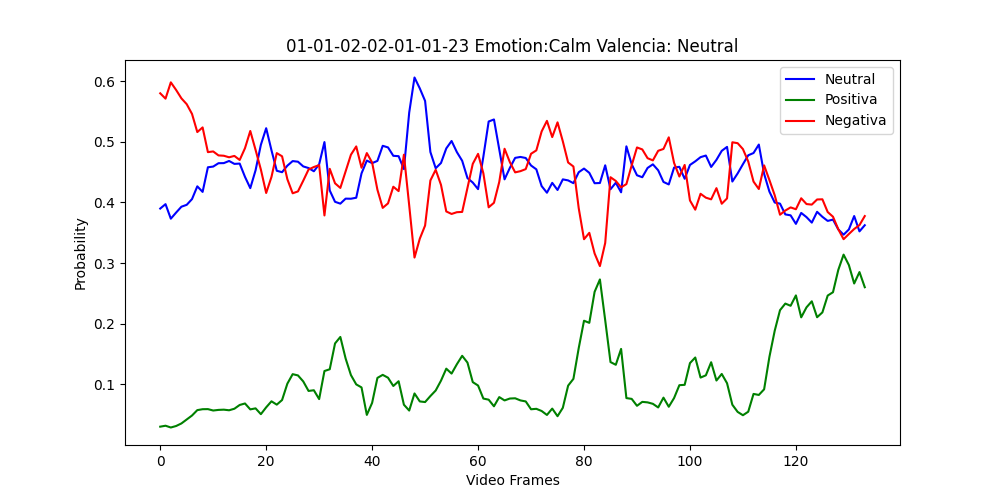 01-01-02-02-01-01-23 Emotion:Calm Valencia: Neutral
Neutral
Positiva
Negativa
0.6
0.5
0.4
0.3
0.2
0.1
Probability
0 20 40 60 80 100 120
Video Frames